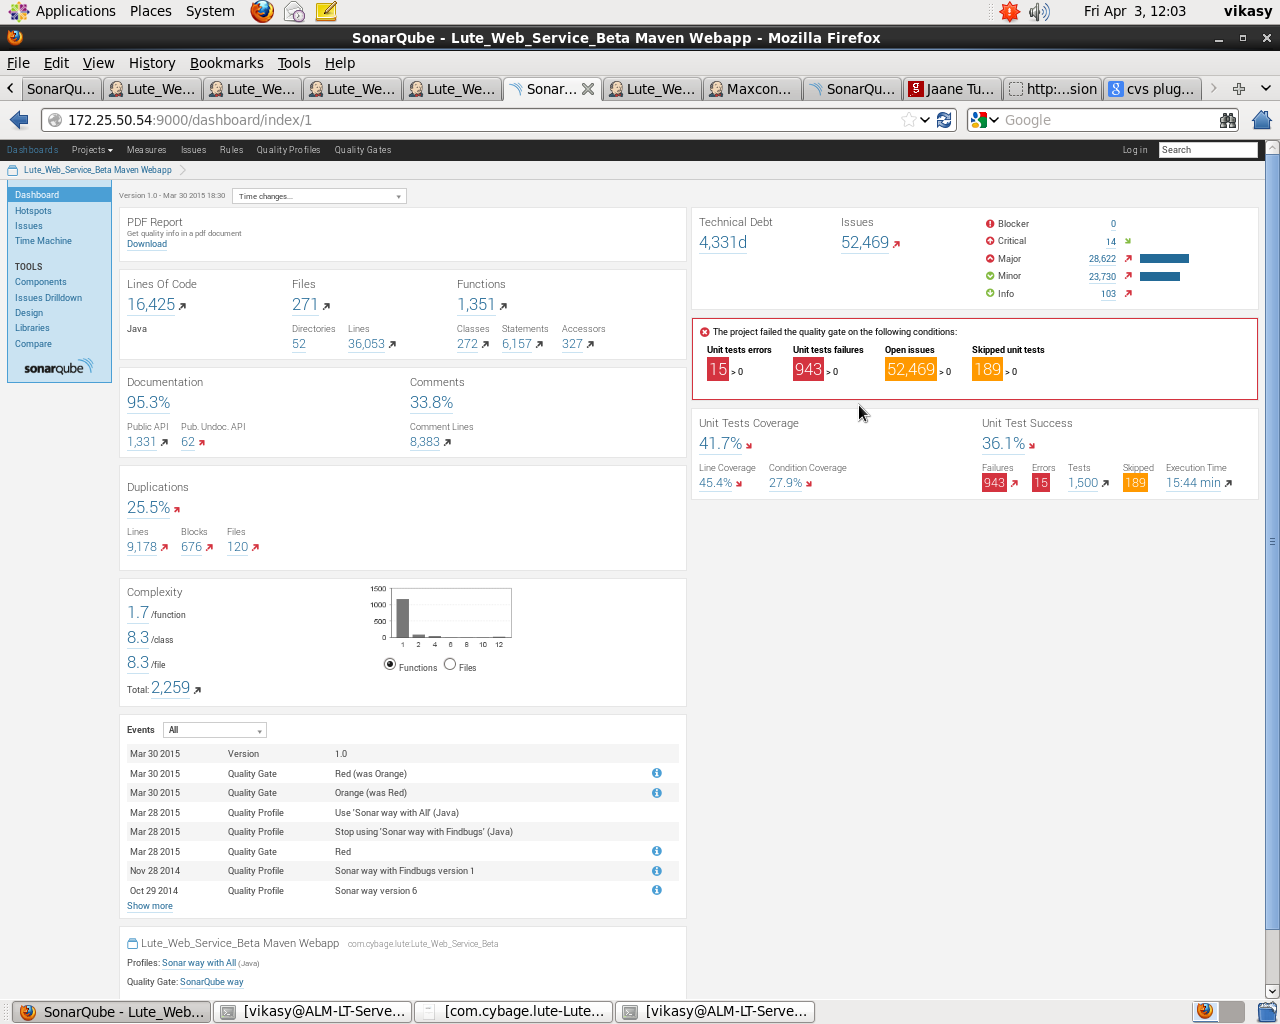 Applications Places System Fri Apr 3, 12:03 vikasy
SonarQube - Lute_Web_Service_Beta Maven Webapp - Mozilla Firefox
File Edit View History Bookmarks Tools Help
SonarQu... Lute_We... Lute_We... Lute_We... Lute_We... Sonar... Lute_We... Maxcon... SonarQu... Jaane Tu... http:...sion cvs plug...
172.25.50.54:9000/dashboard/index/1 Google
Dashboards Projects Measures Issues Rules Quality Profiles Quality Gates Log in Search
Lute_Web_Service_Beta Maven Webapp
Dashboard
Hotspots
Issues
Time Machine
TOOLS
Components
Issues Drilldown
Design
Libraries
Compare
sonarqube
Version 1.0 - Mar 30 2015 18:30 Time changes...
PDF Report
Get quality info in a pdf document
Download
Lines Of Code Files Functions
16,425 271 1,351
Java Directories Lines Classes Statements Accessors
52 36,053 272 6,157 327
Documentation Comments
95.3% 33.8%
Public API Pub. Undoc. API Comment Lines
1,331 62 8,383
Duplications
25.5%
Lines Blocks Files
9,178 676 120
Complexity
1.7 /function
8.3 /class
8.3 /file
Total: 2,259
1500
1000
500
0
1 2 4 6 8 10 12
Functions Files
Events All
Mar 30 2015 Version 1.0
Mar 30 2015 Quality Gate Red (was Orange)
Mar 30 2015 Quality Gate Orange (was Red)
Mar 28 2015 Quality Profile Use 'Sonar way with All' (Java)
Mar 28 2015 Quality Profile Stop using 'Sonar way with Findbugs' (Java)
Mar 28 2015 Quality Gate Red
Nov 28 2014 Quality Profile Sonar way with Findbugs version 1
Oct 29 2014 Quality Profile Sonar way version 6
Show more
Lute_Web_Service_Beta Maven Webapp com.cybage.lute:Lute_Web_Service_Beta
Profiles: Sonar way with All (Java)
Quality Gate: SonarQube way
Technical Debt Issues
4,331d 52,469
Blocker 0
Critical 14
Major 28,622
Minor 23,730
Info 103
The project failed the quality gate on the following conditions:
Unit tests errors Unit tests failures Open issues Skipped unit tests
15 > 0 943 > 0 52,469 > 0 189 > 0
Unit Tests Coverage Unit Test Success
41.7% 36.1%
Line Coverage Condition Coverage Failures Errors Tests Skipped Execution Time
45.4% 27.9% 943 15 1,500 189 15:44 min
SonarQube - Lute_Web... [vikasy@ALM-LT-Serve... [com.cybage.lute-Lute... [vikasy@ALM-LT-Serve...